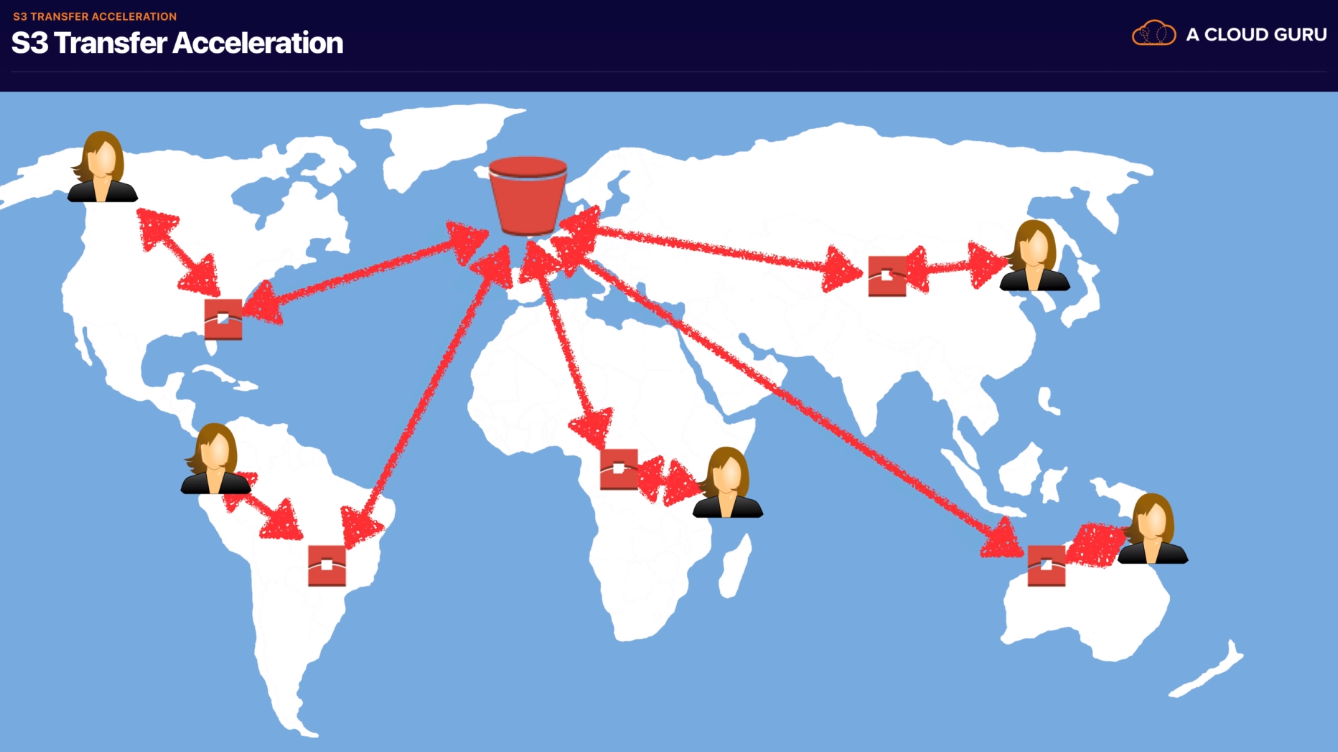 S3 TRANSFER ACCELERATION
S3 Transfer Acceleration
A CLOUD GURU